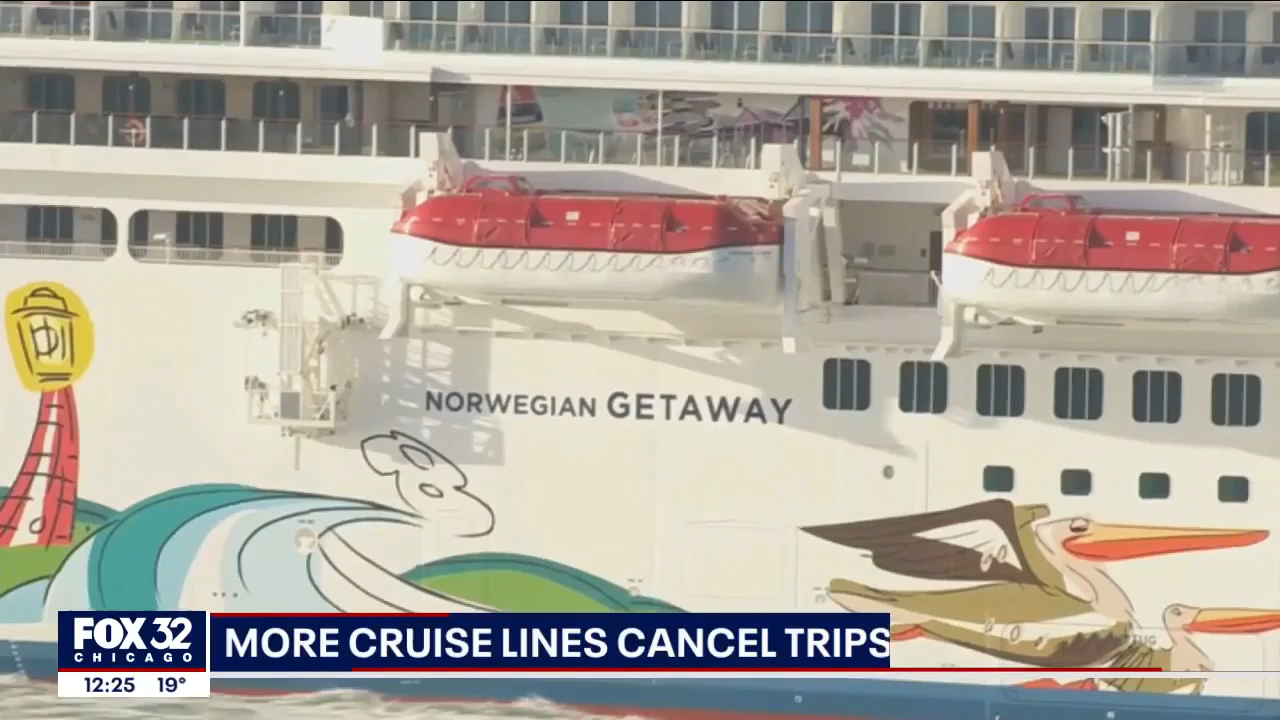 NORWEGIAN GETAWAY
FOX 32
CHICAGO
MORE CRUISE LINES CANCEL TRIPS
12:25 19°